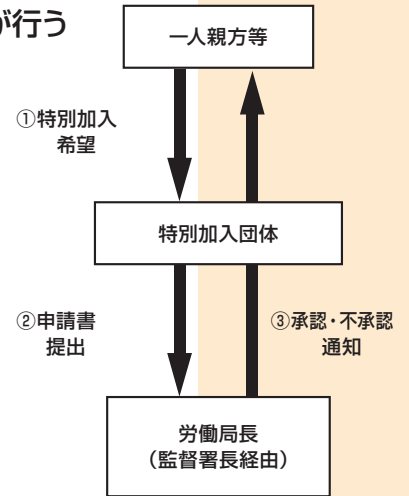 が行う
一人親方等
①特別加入
希望
特別加入団体
②申請書
提出
③承認・不承認
通知
労働局長
（監督署長経由）